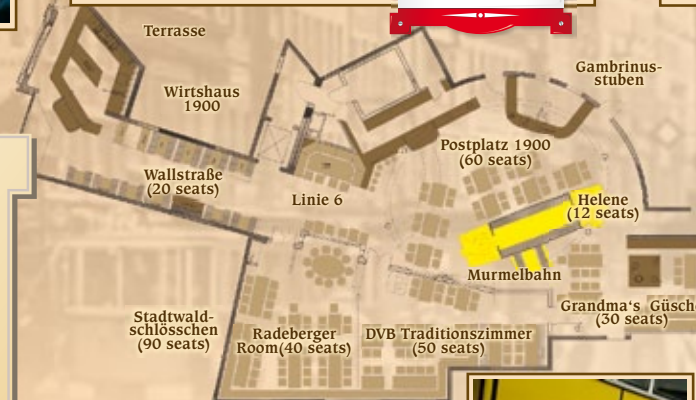 Terrasse
Wirtshaus
1900
Gambrinus-
stuben
Postplatz 1900
(60 seats)
Wallstraße
(20 seats)
Linie 6
Helene
(12 seats)
Murmelbahn
Stadtwald-
schlösschen
(90 seats)
Radeberger
Room(40 seats)
DVB Traditionszimmer
(50 seats)
Grandma's Güsch
(30 seats)